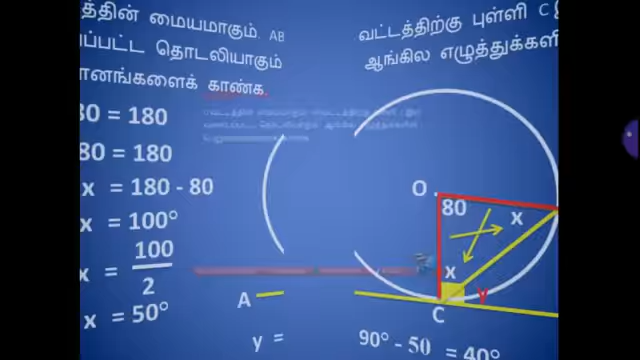 த்தின் மையமாகும். AB
வட்டத்திற்கு புள்ளி C
ப்பட்ட தொடலியாகும்
ஆங்கில எழுத்துக்களி
ானங்களைக் காண்க.
80 = 180
80 = 180
x = 180 - 80
x = 100°
x = 100
2
x = 50°
O
80
x
x
A
C
y
y =
90° - 50 = 40°